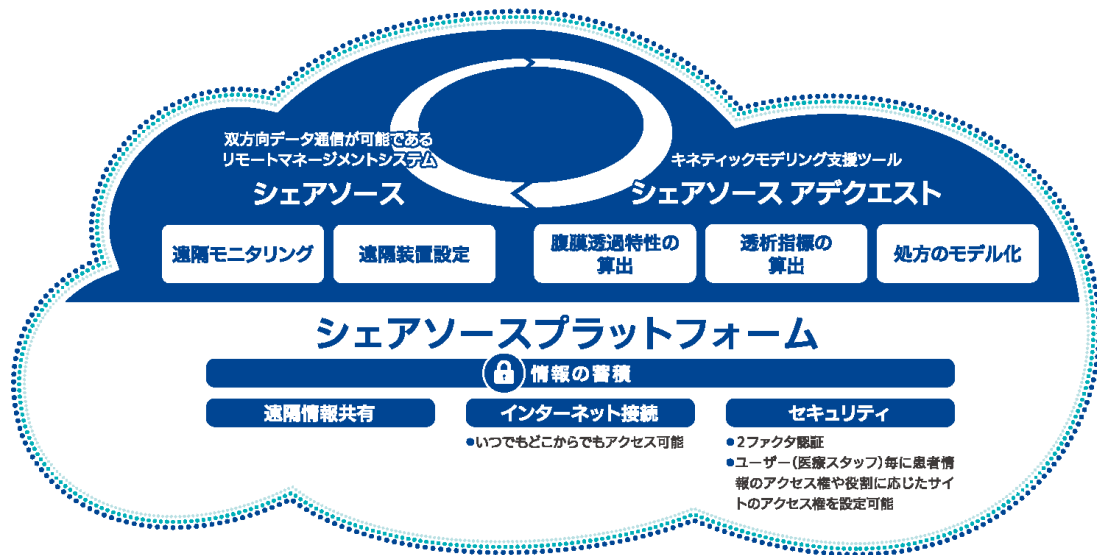 双方向データ通信が可能である
リモートマネージメントシステム
シェアソース
キネティックモデリング支援ツール
シェアソース アデクエスト
遠隔モニタリング
遠隔装置設定
腹膜透過特性の
算出
透析指標の
算出
処方のモデル化
シェアソースプラットフォーム
情報の蓄積
遠隔情報共有
インターネット接続
●いつでもどこからでもアクセス可能
セキュリティ
●2ファクタ認証
●ユーザー(医療スタッフ)毎に患者情
報のアクセス権や役割に応じたサイ
トのアクセス権を設定可能